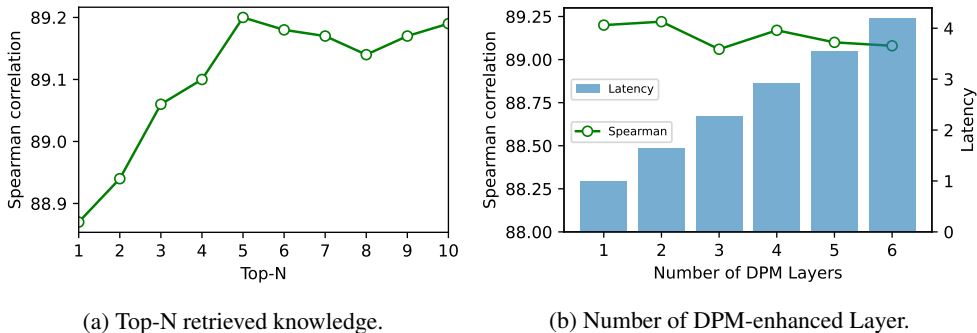 89.2
89.1
89.0
88.9
Spearman correlation
1 2 3 4 5 6 7 8 9 10
Top-N
(a) Top-N retrieved knowledge.
89.25
89.00
88.75
88.50
88.25
88.00
Spearman correlation
Latency
Spearman
4
3
2
1
0
Latency
1 2 3 4 5 6
Number of DPM Layers
(b) Number of DPM-enhanced Layer.